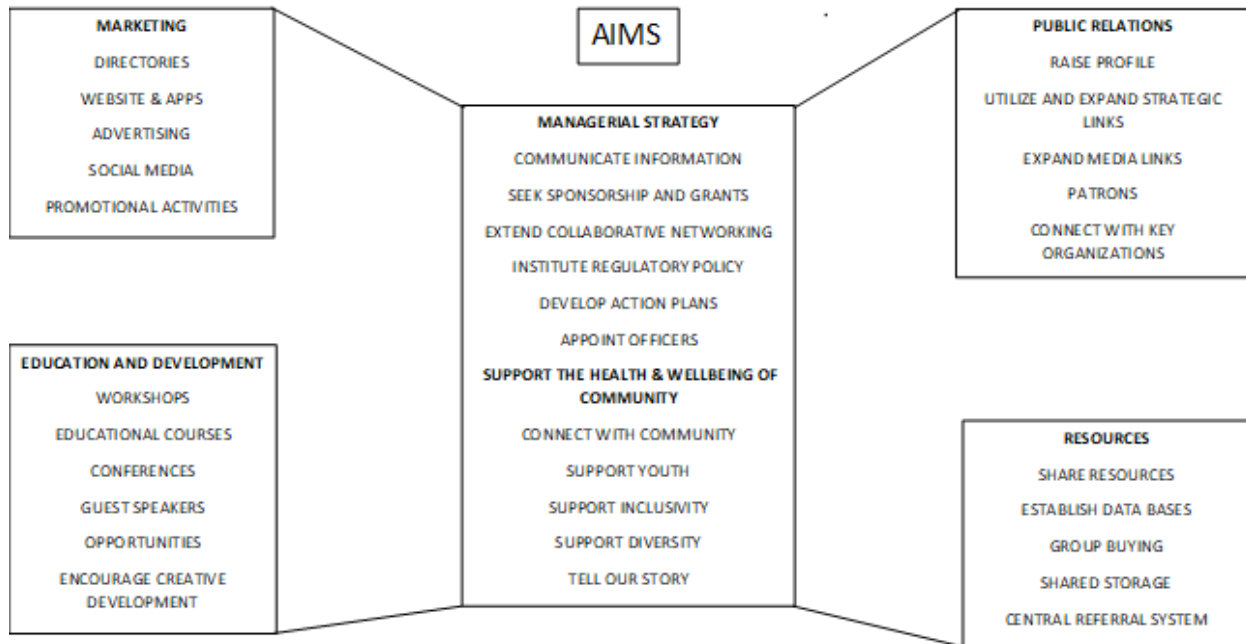 MARKETING
DIRECTORIES
WEBSITE & APPS
ADVERTISING
SOCIAL MEDIA
PROMOTIONAL ACTIVITIES
AIMS
PUBLIC RELATIONS
RAISE PROFILE
UTILIZE AND EXPAND STRATEGIC
LINKS
EXPAND MEDIA LINKS
PATRONS
CONNECT WITH KEY
ORGANIZATIONS
MANAGERIAL STRATEGY
COMMUNICATE INFORMATION
SEEK SPONSORSHIP AND GRANTS
EXTEND COLLABORATIVE NETWORKING
INSTITUTE REGULATORY POLICY
DEVELOP ACTION PLANS
APPOINT OFFICERS
SUPPORT THE HEALTH & WELLBEING OF
COMMUNITY
CONNECT WITH COMMUNITY
SUPPORT YOUTH
SUPPORT INCLUSIVITY
SUPPORT DIVERSITY
TELL OUR STORY
EDUCATION AND DEVELOPMENT
WORKSHOPS
EDUCATIONAL COURSES
CONFERENCES
GUEST SPEAKERS
OPPORTUNITIES
ENCOURAGE CREATIVE
DEVELOPMENT
RESOURCES
SHARE RESOURCES
ESTABLISH DATA BASES
GROUP BUYING
SHARED STORAGE
CENTRAL REFERRAL SYSTEM